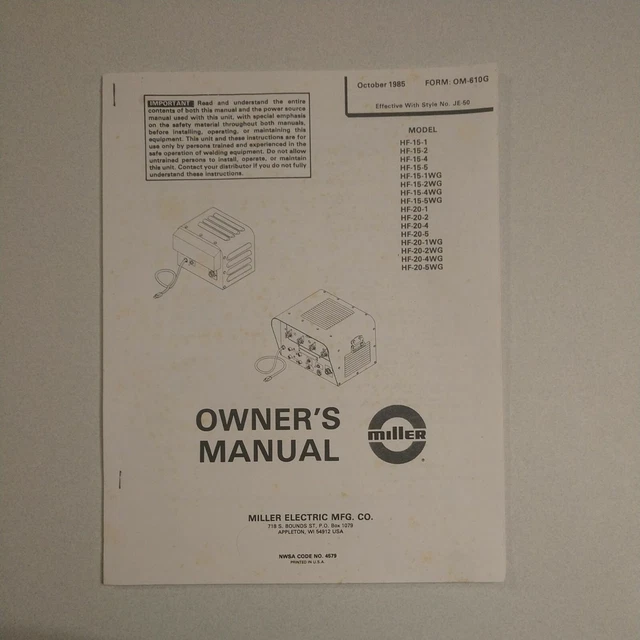 IMPORTANT Read and understand the entire
contents of both this manual and the power source
manual used with this unit, with special emphasis
on the safety material throughout both manuals,
before installing, operating, or maintaining this
equipment. This unit and these instructions are for
use only by persons trained and experienced in the
safe operation of welding equipment. Do not allow
untrained persons to install, operate, or maintain
this unit. Contact your distributor if you do not fully
understand these instructions.
October 1985 FORM: OM-610G
Effective With Style No. JE-50
MODEL
HF-15-1
HF-15-2
HF-15-4
HF-15-5
HF-15-1WG
HF-15-2WG
HF-15-4WG
HF-15-5WG
HF-20-1
HF-20-2
HF-20-4
HF-20-5
HF-20-1WG
HF-20-2WG
HF-20-4WG
HF-20-5WG
OWNER'S
MANUAL
miller
®
MILLER ELECTRIC MFG. CO.
718 S. BOUNDS ST. P.O. Box 1079
APPLETON, WI 54912 USA
NWSA CODE NO. 4579
PRINTED IN U.S.A.